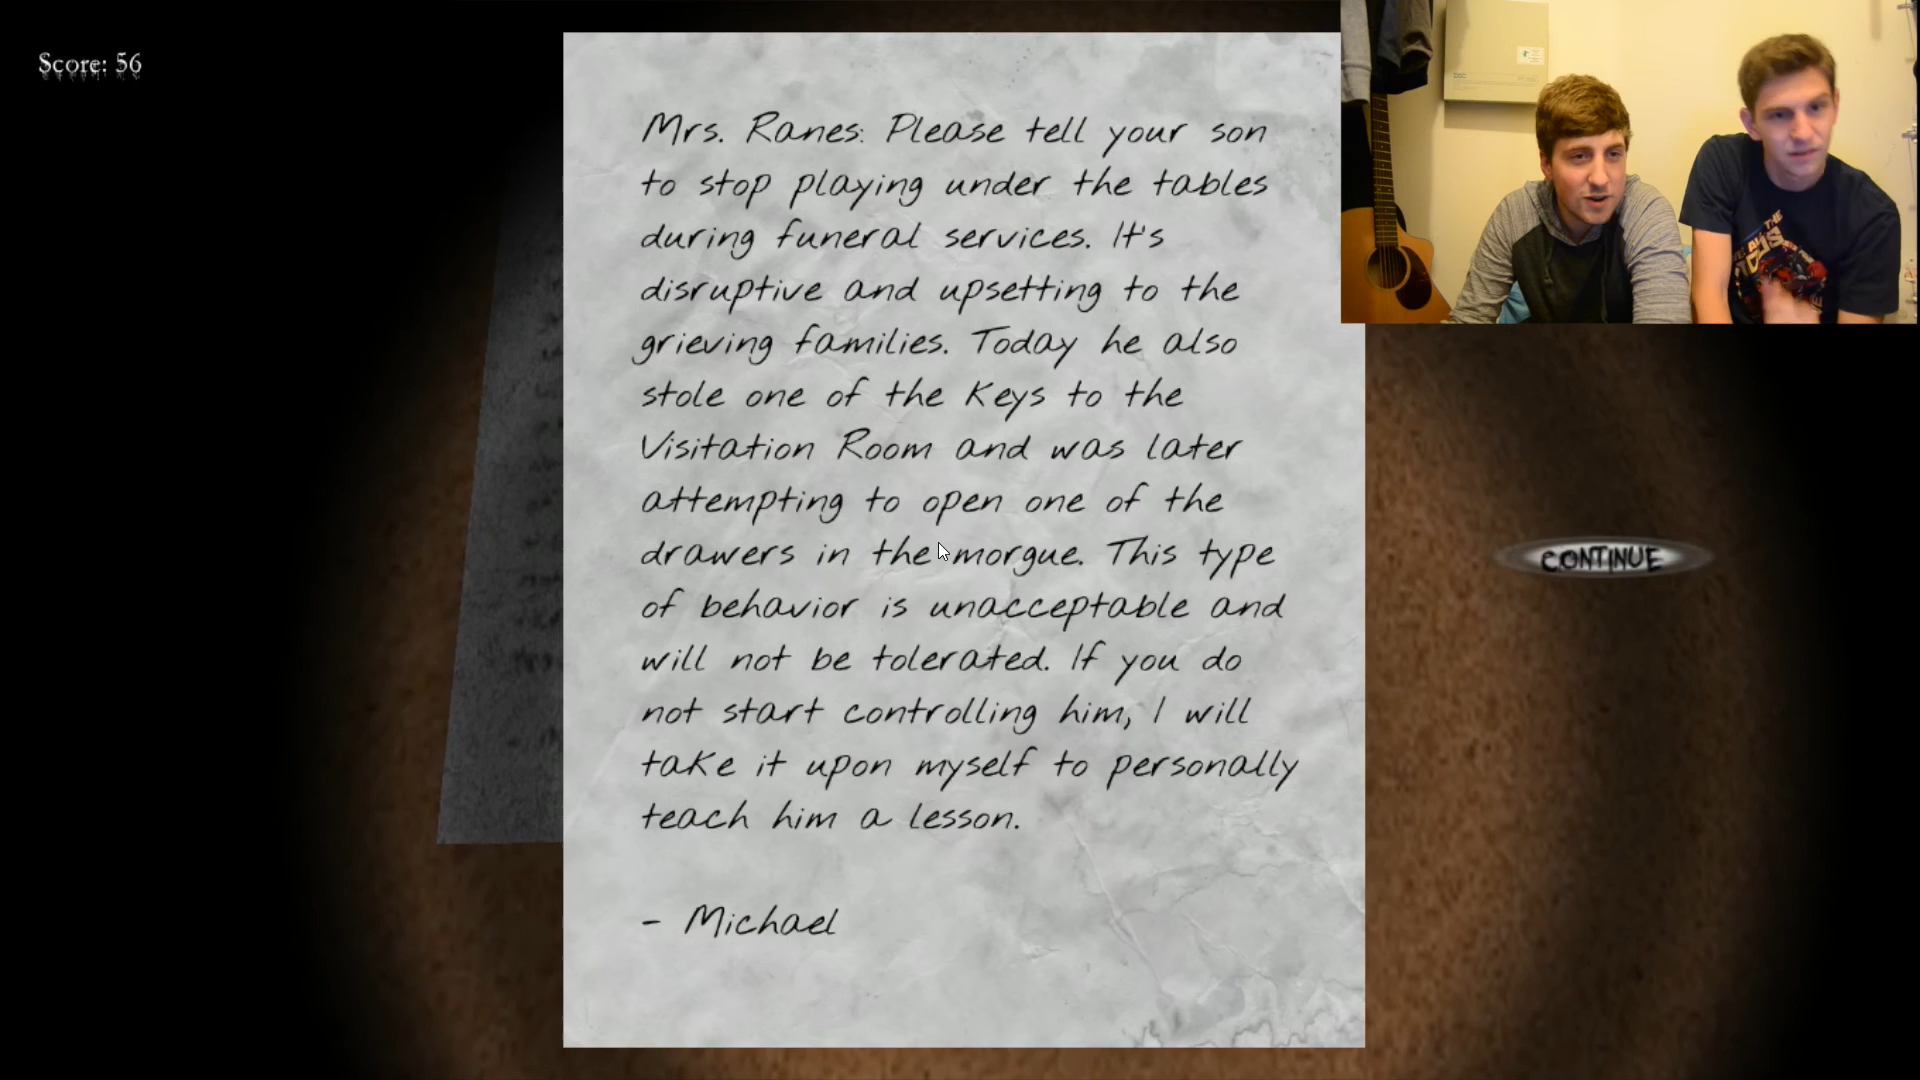 Score: 56
Mrs. Ranes: Please tell your son
to stop playing under the tables
during funeral services. It's
disruptive and upsetting to the
grieving families. Today he also
stole one of the Keys to the
Visitation Room and was later
attempting to open one of the
drawers in the morgue. This type
of behavior is unacceptable and
will not be tolerated. If you do
not start controlling him, I will
take it upon myself to personally
teach him a lesson.
- Michael
CONTINUE